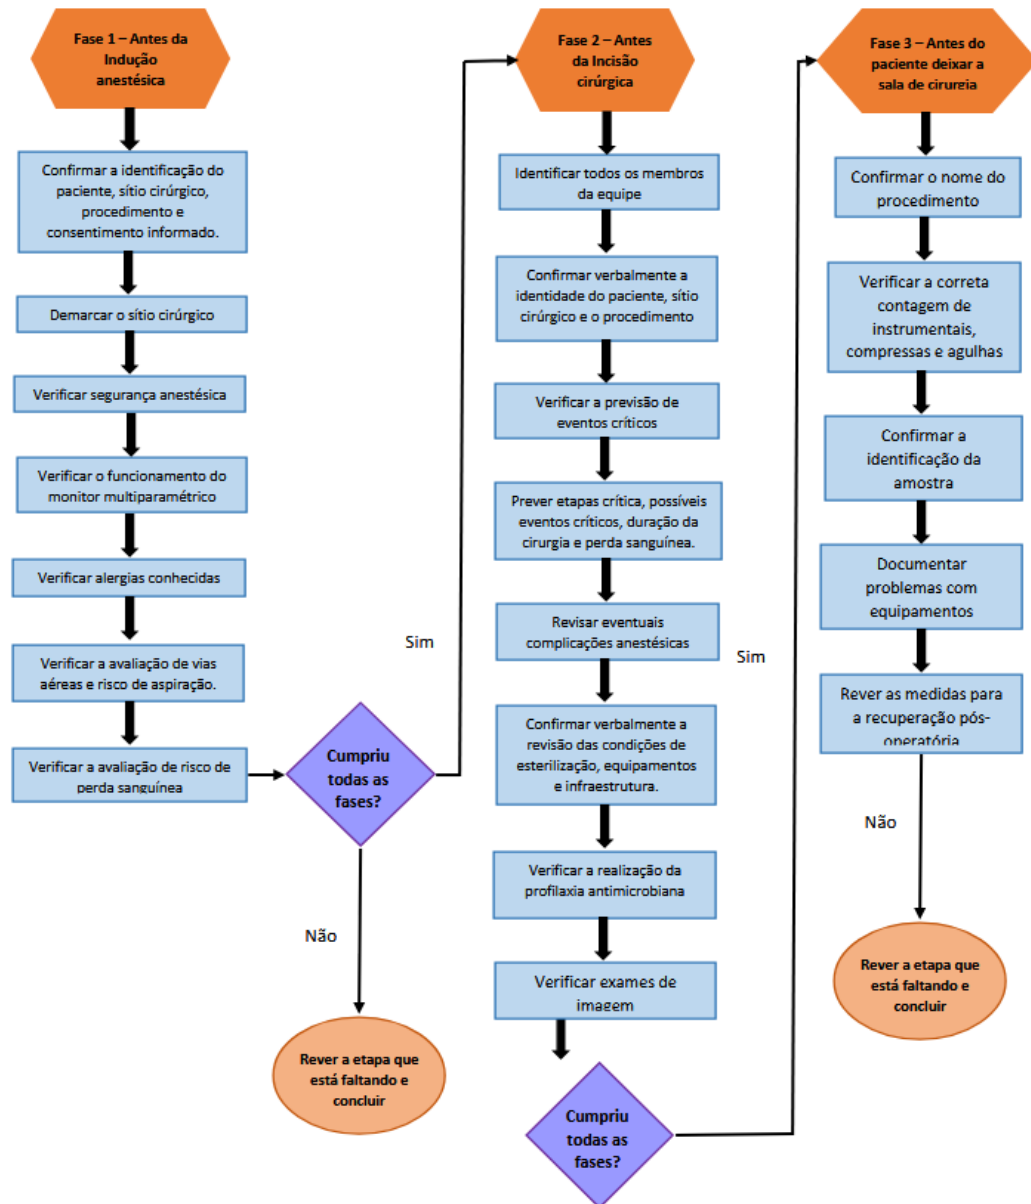 Fase 1 – Antes da
Indução
anestésica
Confirmar a identificação do
paciente, sítio cirúrgico,
procedimento e
consentimento informado.
Demarcar o sítio cirúrgico
Verificar segurança anestésica
Verificar o funcionamento do
monitor multiparamétrico
Verificar alergias conhecidas
Verificar a avaliação de vias
aéreas e risco de aspiração.
Verificar a avaliação de risco de
perda sanguínea
Cumpriu
todas as
fases?
Sim
Não
Rever a etapa que
está faltando e
concluir
Fase 2 – Antes
da Incisão
cirúrgica
Identificar todos os membros
da equipe
Confirmar verbalmente a
identidade do paciente, sítio
cirúrgico e o procedimento
Verificar a previsão de
eventos críticos
Prever etapas crítica, possíveis
eventos críticos, duração da
cirurgia e perda sanguínea.
Revisar eventuais
complicações anestésicas
Confirmar verbalmente a
revisão das condições de
esterilização, equipamentos
e infraestrutura.
Verificar a realização da
profilaxia antimicrobiana
Verificar exames de
imagem
Cumpriu
todas as
fases?
Sim
Fase 3 – Antes do
paciente deixar a
sala de cirurgia
Confirmar o nome do
procedimento
Verificar a correta
contagem de
instrumentais,
compressas e agulhas
Confirmar a
identificação da
amostra
Documentar
problemas com
equipamentos
Rever as medidas para
a recuperação pós-
operatória
Não
Rever a etapa que
está faltando e
concluir